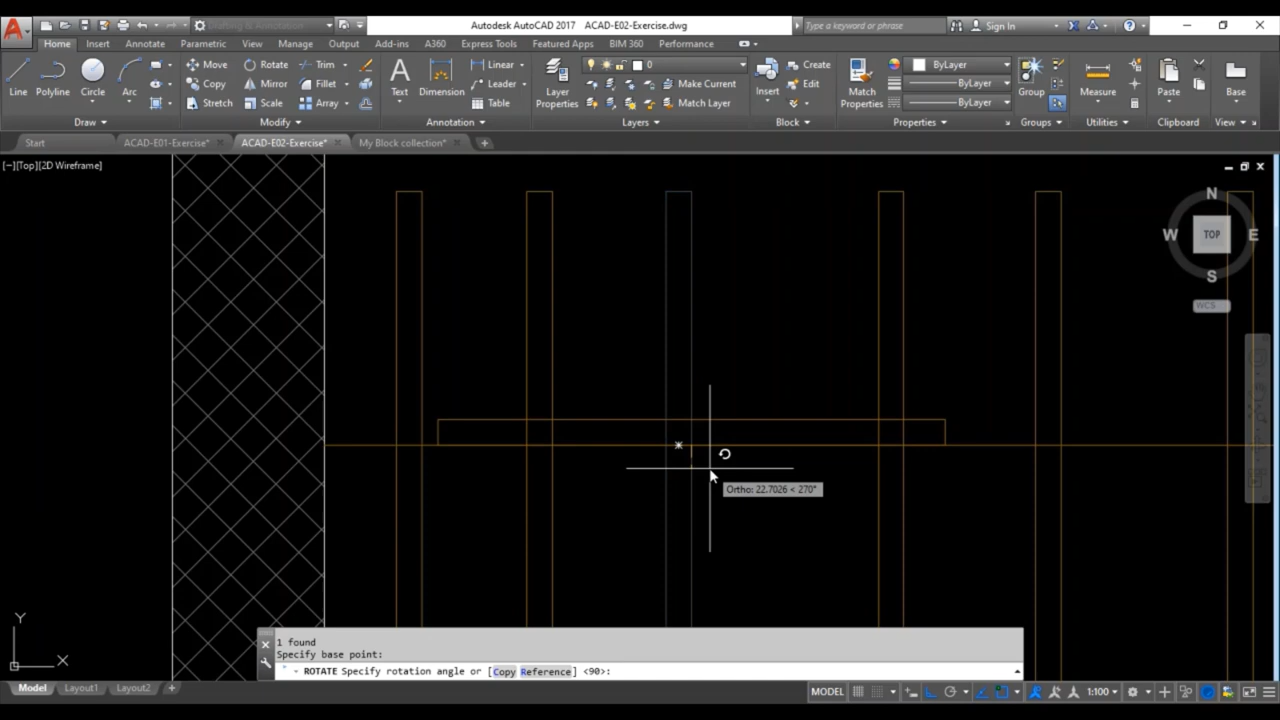 Drafting & Annotation
Autodesk AutoCAD 2017 ACAD-E02-Exercise.dwg
Type a keyword or phrase
Sign In
Home Insert Annotate Parametric View Manage Output Add-ins A360 Express Tools Featured Apps BIM 360 Performance
Move Rotate Trim Linear 0 Create ByLayer
Line Polyline Circle Arc Copy Mirror Fillet Text Dimension Leader Layer Properties Make Current Insert Edit Match Properties ByLayer Group Measure Paste Base
Stretch Scale Array Table Match Layer ByLayer
Draw Modify Annotation Layers Block Properties Groups Utilities Clipboard View
Start ACAD-E01-Exercise* ACAD-E02-Exercise* My Block collection*
[−][Top][2D Wireframe]
N
W TOP E
S
WCS
Ortho: 22.7026 < 270°
Y
X
1 found
Specify base point:
ROTATE Specify rotation angle or [Copy Reference] <90>:
Model Layout1 Layout2 MODEL 1:100